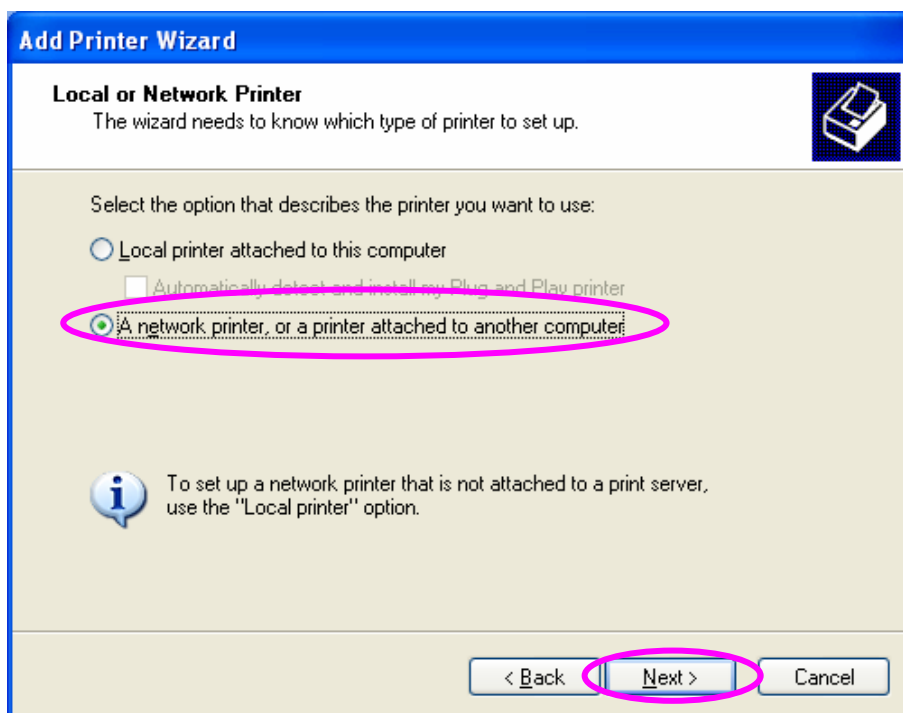 Add Printer Wizard
Local or Network Printer
The wizard needs to know which type of printer to set up.
Select the option that describes the printer you want to use:
Local printer attached to this computer
Automatically detect and install my Plug and Play printer
A network printer, or a printer attached to another computer
To set up a network printer that is not attached to a print server,
use the "Local printer" option.
< Back Next > Cancel